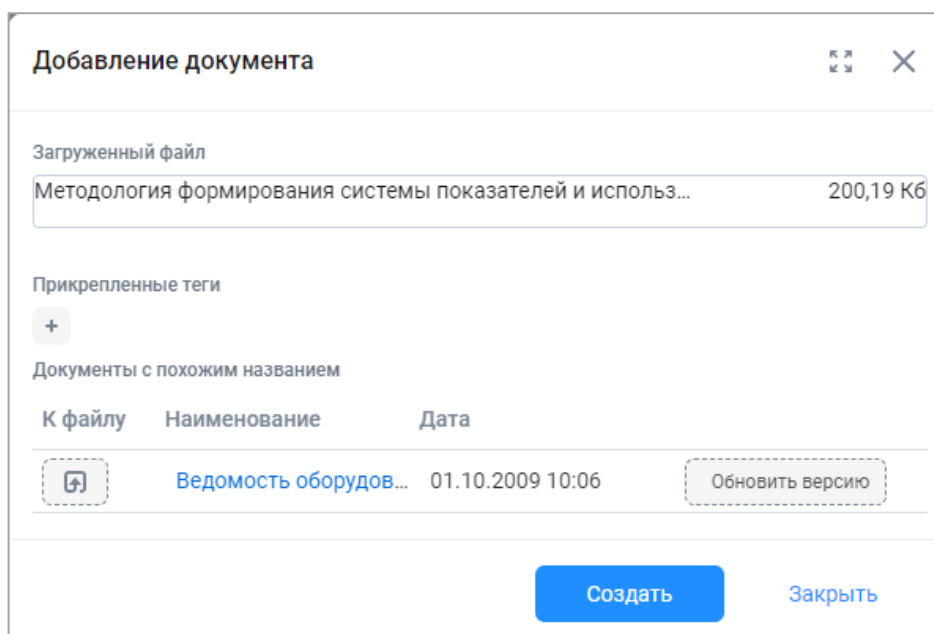 Добавление документа
Загруженный файл
Методология формирования системы показателей и использ... 200,19 Кб
Прикрепленные теги
+
Документы с похожим названием
К файлу Наименование Дата
Ведомость оборудов... 01.10.2009 10:06 Обновить версию
Создать Закрыть